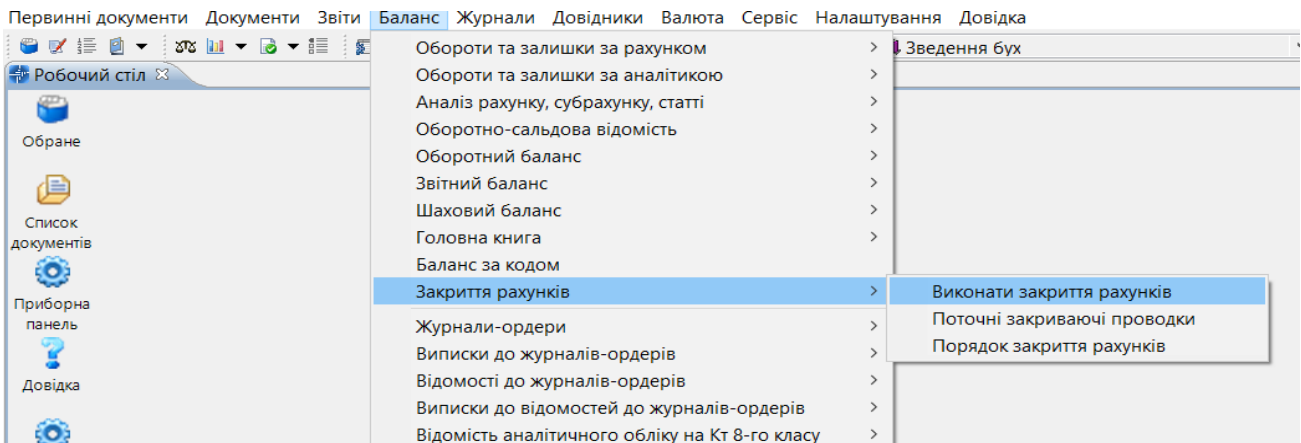 Первинні документи Документи Звіти Баланс Журнали Довідники Валюта Сервіс Налаштування Довідка
Зведення бух
Робочий стіл
Обране
Список
документів
Приборна
панель
Довідка
Обороти та залишки за рахунком
Обороти та залишки за аналітикою
Аналіз рахунку, субрахунку, статті
Оборотно-сальдова відомість
Оборотний баланс
Звітний баланс
Шаховий баланс
Головна книга
Баланс за кодом
Закриття рахунків
Журнали-ордери
Виписки до журналів-ордерів
Відомості до журналів-ордерів
Виписки до відомостей до журналів-ордерів
Відомість аналітичного обліку на Кт 8-го класу
Виконати закриття рахунків
Поточні закриваючі проводки
Порядок закриття рахунків